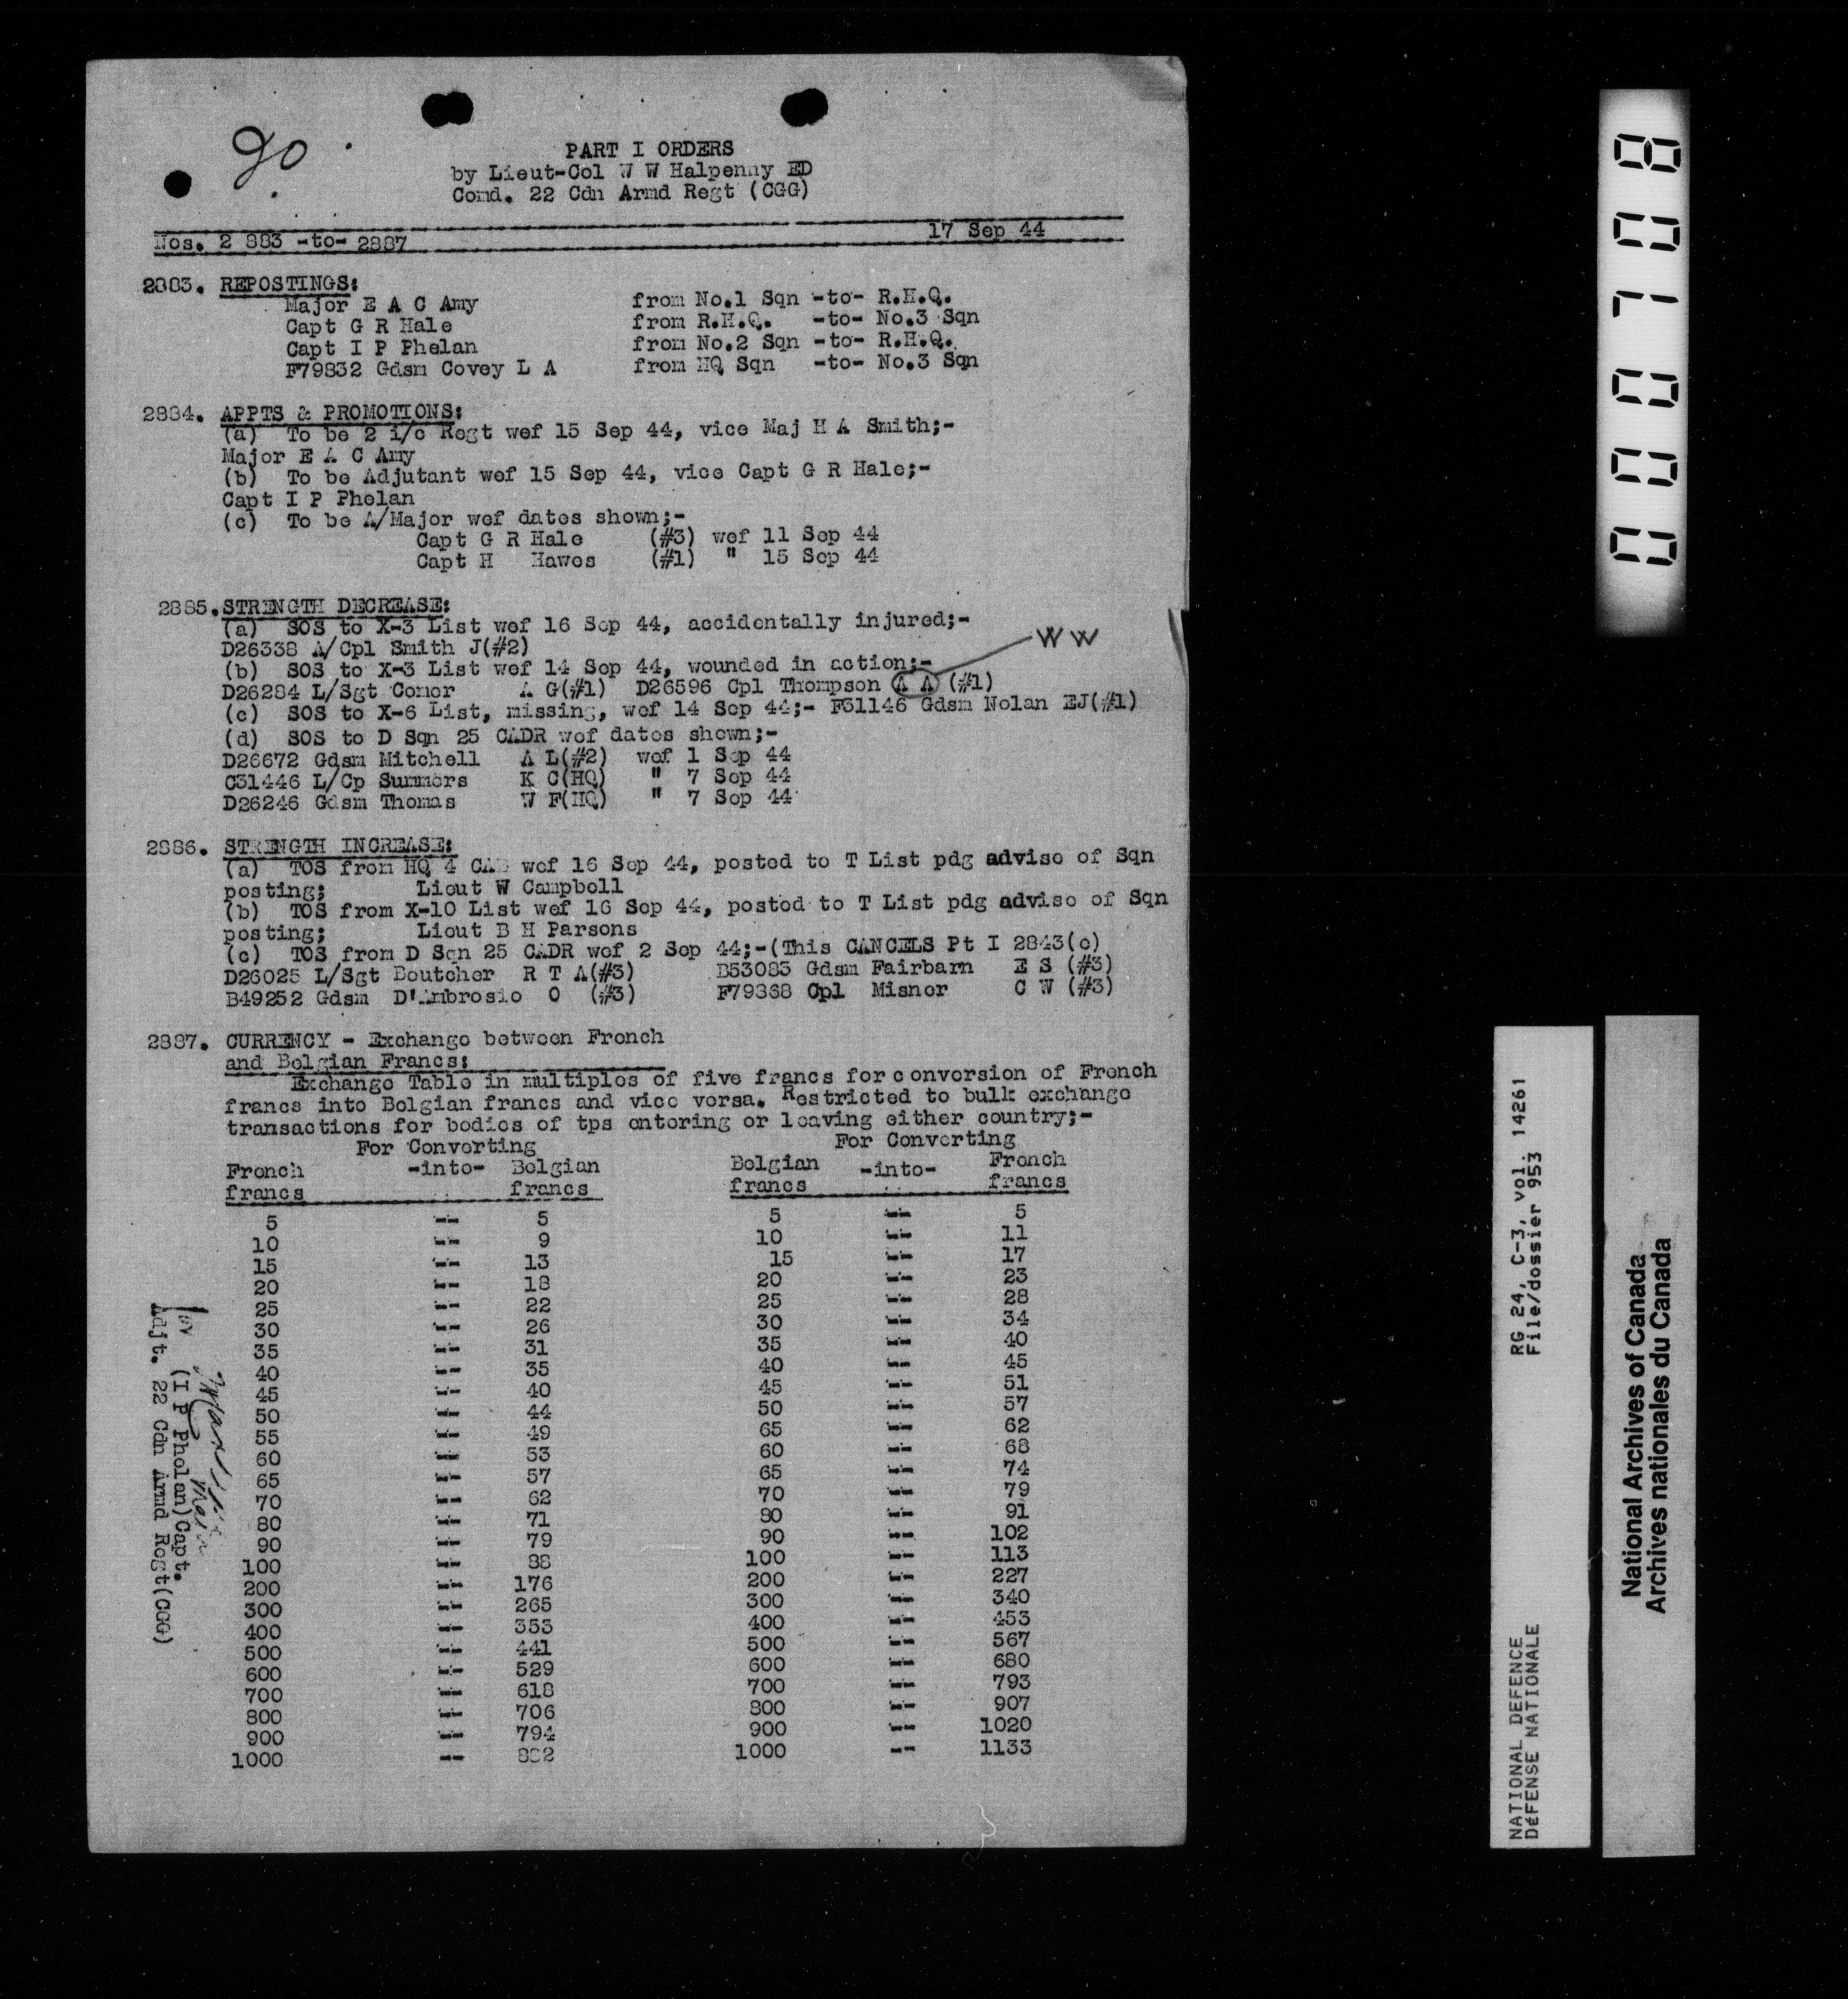 90
PART I ORDERS
by Lieut-Col W W Halpenny ED
Comd. 22 Cdn Armd Regt (CGG)
Nos. 2 883 -to- 2887 17 Sep 44
2883. REPOSTINGS:
Major E A C Amy from No.1 Sqn -to- R.H.Q.
Capt G R Hale from R.H.Q. -to- No.3 Sqn
Capt I P Phelan from No.2 Sqn -to- R.H.Q.
F79832 Gdsm Covey L A from HQ Sqn -to- No.3 Sqn
2884. APPTS & PROMOTIONS:
(a) To be 2 i/c Regt wef 15 Sep 44, vice Maj H A Smith;-
Major E A C Amy
(b) To be Adjutant wef 15 Sep 44, vice Capt G R Hale;-
Capt I P Phelan
(c) To be A/Major wef dates shown;-
Capt G R Hale (#3) wef 11 Sep 44
Capt H Hawes (#1) " 15 Sep 44
2885. STRENGTH DECREASE:
(a) SOS to X-3 List wef 16 Sep 44, accidentally injured;-
WW
D26338 A/Cpl Smith J(#2)
(b) SOS to X-3 List wef 14 Sep 44, wounded in action;-
D26284 L/Sgt Comer A G(#1) D26596 Cpl Thompson A A (#1)
(c) SOS to X-6 List, missing, wef 14 Sep 44;- F31146 Gdsm Nolan EJ(#1)
(d) SOS to D Sqn 25 CADR wef dates shown;-
D26672 Gdsm Mitchell A L(#2) wef 1 Sep 44
C31446 L/Cp Summers K C(HQ) " 7 Sep 44
D26246 Gdsm Thomas W F(HQ) " 7 Sep 44
2886. STRENGTH INCREASE:
(a) TOS from HQ 4 CAB wef 16 Sep 44, posted to T List pdg advise of Sqn
posting; Lieut W Campbell
(b) TOS from X-10 List wef 16 Sep 44, posted to T List pdg advise of Sqn
posting; Lieut B H Parsons
(c) TOS from D Sqn 25 CADR wef 2 Sep 44;-(This CANCELS Pt I 2843(c)
D26025 L/Sgt Boutcher R T A(#3) B53083 Gdsm Fairbarn E S (#3)
B49252 Gdsm D'Ambrosio O (#3) F79368 Cpl Misner C W (#3)
2887. CURRENCY - Exchange between French
and Belgian Francs:
Exchange Table in multiples of five francs for conversion of French
francs into Belgian francs and vice versa. Restricted to bulk exchange
transactions for bodies of tps entering or leaving either country;-
For Converting For Converting
French -into- Belgian Belgian -into- French
francs francs francs francs
5 -- 5 5 -- 5
10 -- 9 10 -- 11
15 -- 13 15 -- 17
20 -- 18 20 -- 23
25 -- 22 25 -- 28
30 -- 26 30 -- 34
35 -- 31 35 -- 40
40 -- 35 40 -- 45
45 -- 40 45 -- 51
50 -- 44 50 -- 57
55 -- 49 65 -- 62
60 -- 53 60 -- 68
65 -- 57 65 -- 74
70 -- 62 70 -- 79
80 -- 71 80 -- 91
90 -- 79 90 -- 102
100 -- 88 100 -- 113
200 -- 176 200 -- 227
300 -- 265 300 -- 340
400 -- 353 400 -- 453
500 -- 441 500 -- 567
600 -- 529 600 -- 680
700 -- 618 700 -- 793
800 -- 706 800 -- 907
900 -- 794 900 -- 1020
1000 -- 882 1000 -- 1133
for
(I P Phelan)Capt.
Adjt. 22 Cdn Armd Regt(CGG)
000708
RG 24, C-3, vol. 14261
File/dossier 953
NATIONAL DEFENCE
DÉFENSE NATIONALE
National Archives of Canada
Archives nationales du Canada